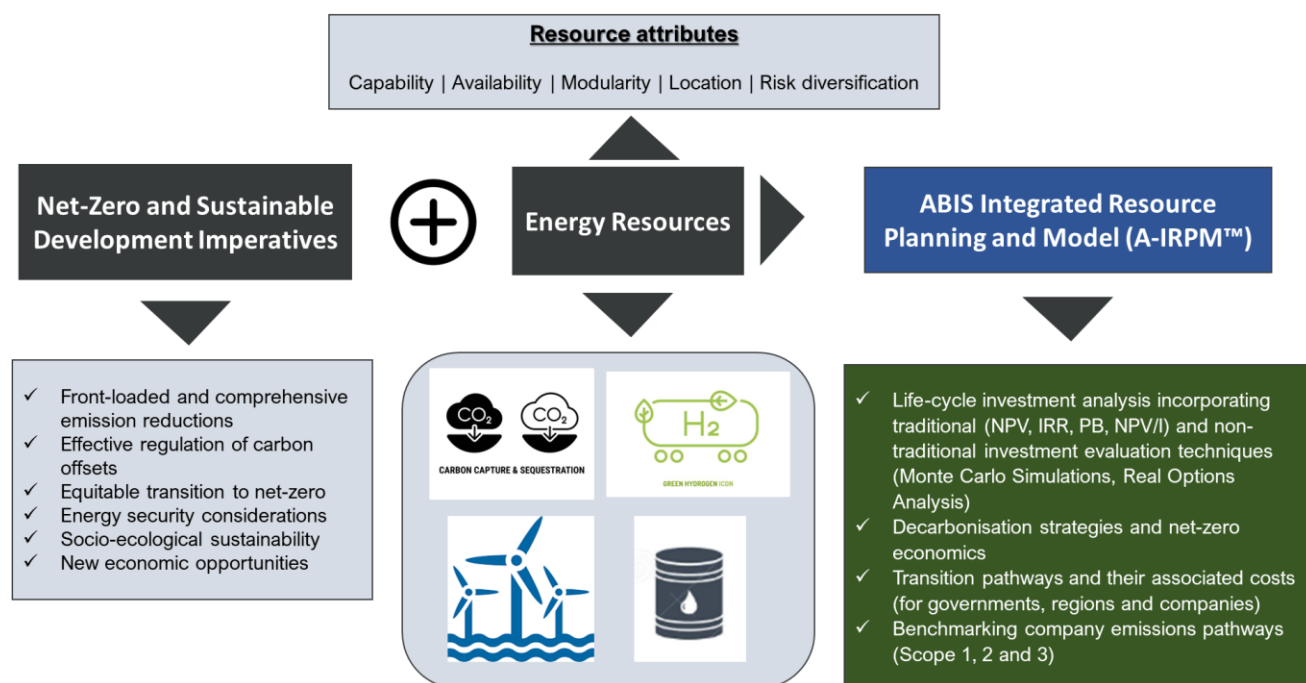 Resource attributes
Capability | Availability | Modularity | Location | Risk diversification
Net-Zero and Sustainable
Development Imperatives
Energy Resources
ABIS Integrated Resource
Planning and Model (A-IRPM™)
✓ Front-loaded and comprehensive
emission reductions
✓ Effective regulation of carbon
offsets
✓ Equitable transition to net-zero
✓ Energy security considerations
✓ Socio-ecological sustainability
✓ New economic opportunities
CO2
CO2
CARBON CAPTURE & SEQUESTRATION
H2
GREEN HYDROGEN ICON
✓ Life-cycle investment analysis incorporating
traditional (NPV, IRR, PB, NPV/I) and non-
traditional investment evaluation techniques
(Monte Carlo Simulations, Real Options
Analysis)
✓ Decarbonisation strategies and net-zero
economics
✓ Transition pathways and their associated costs
(for governments, regions and companies)
✓ Benchmarking company emissions pathways
(Scope 1, 2 and 3)